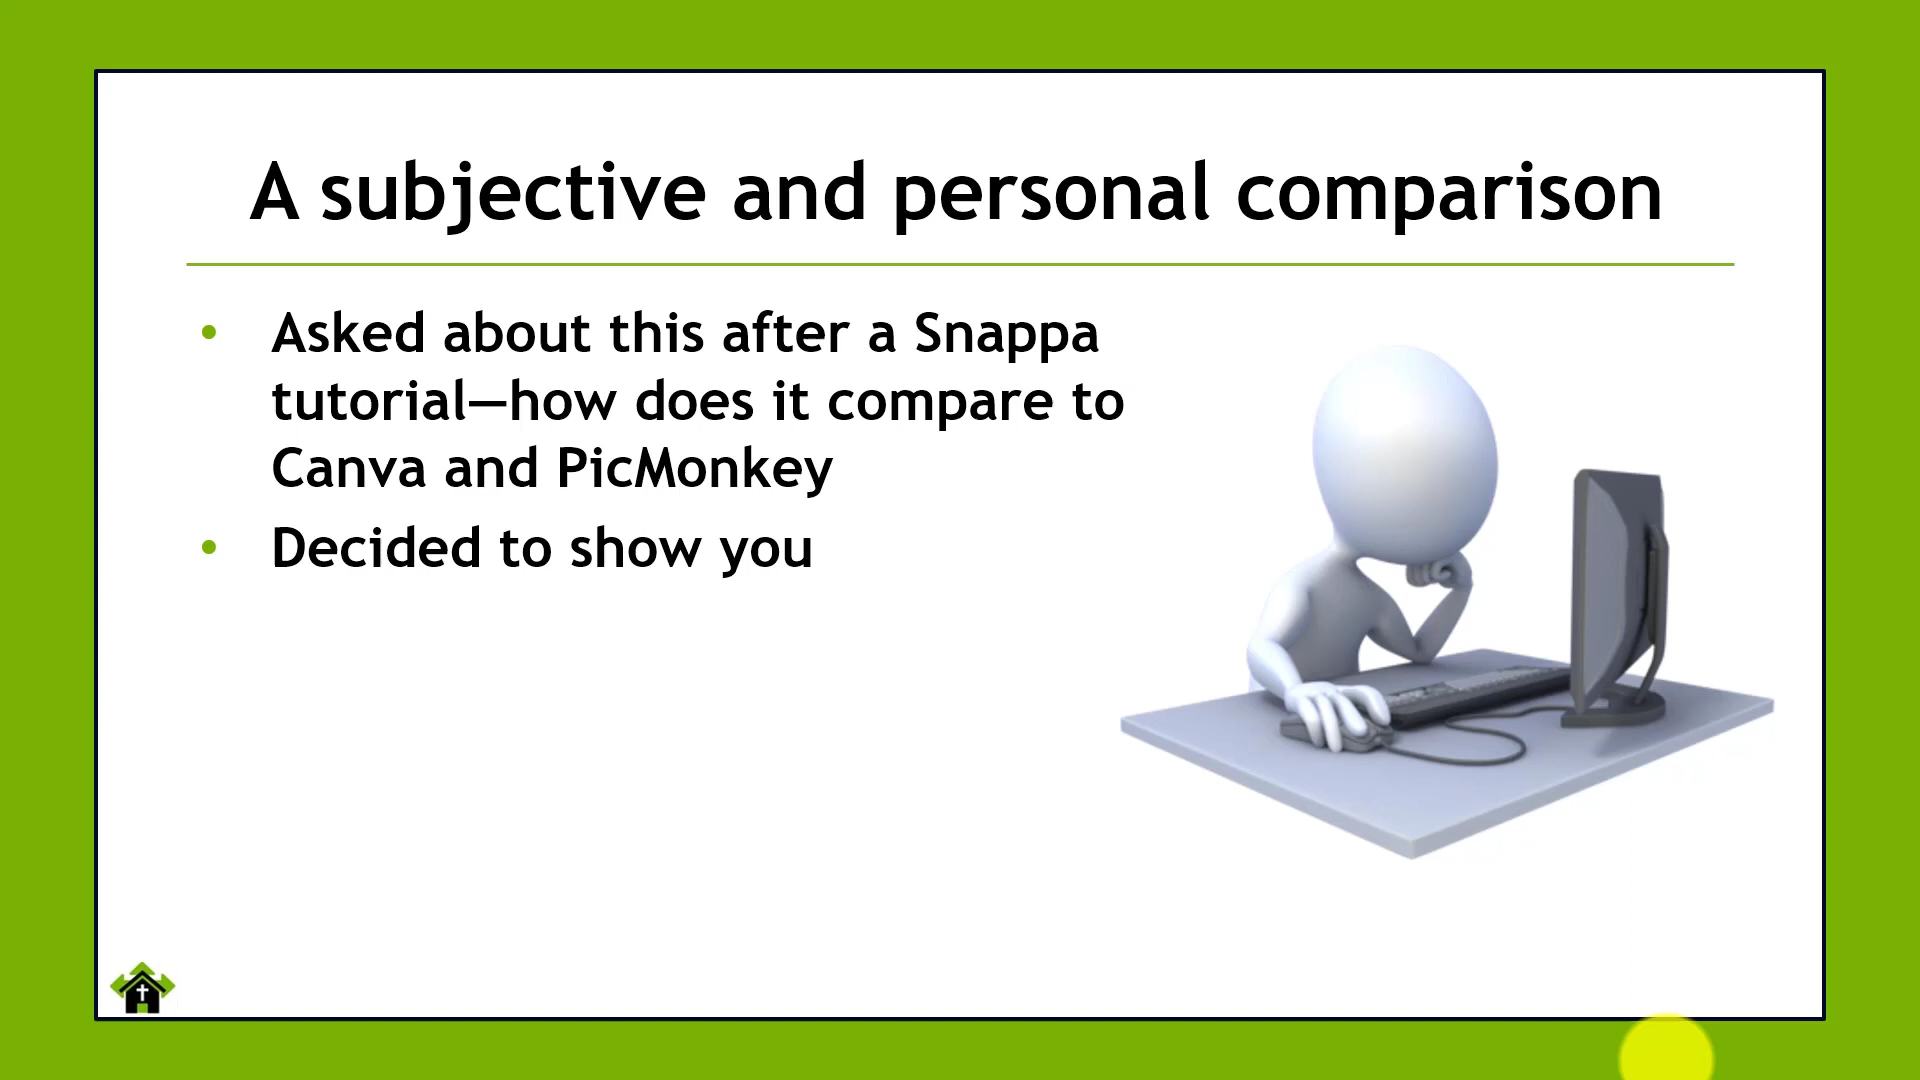 A subjective and personal comparison
• Asked about this after a Snappa
tutorial—how does it compare to
Canva and PicMonkey
• Decided to show you